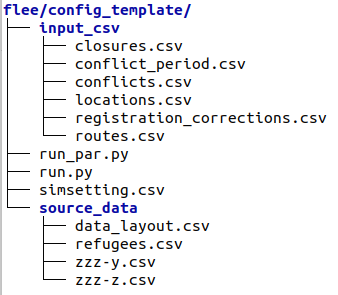 flee/config_template/
input_csv
closures.csv
conflict_period.csv
conflicts.csv
locations.csv
registration_corrections.csv
routes.csv
run_par.py
run.py
simsetting.csv
source_data
data_layout.csv
refugees.csv
zzz-y.csv
zzz-z.csv